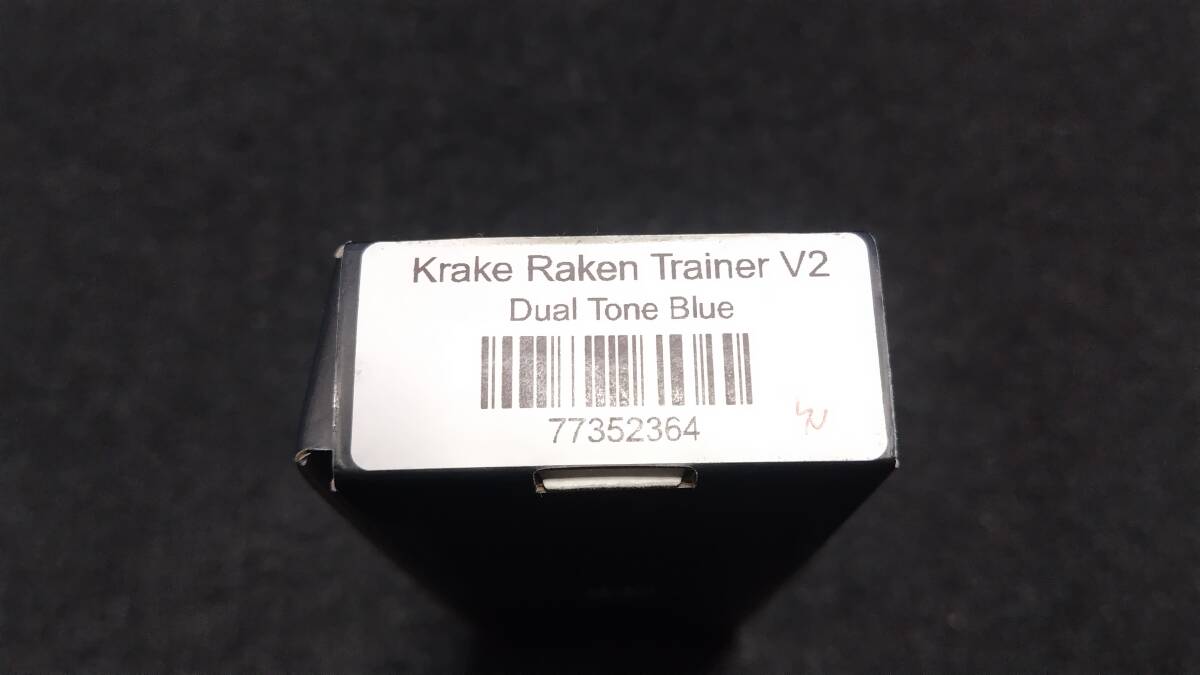 Krake Raken Trainer V2
Dual Tone Blue
77352364